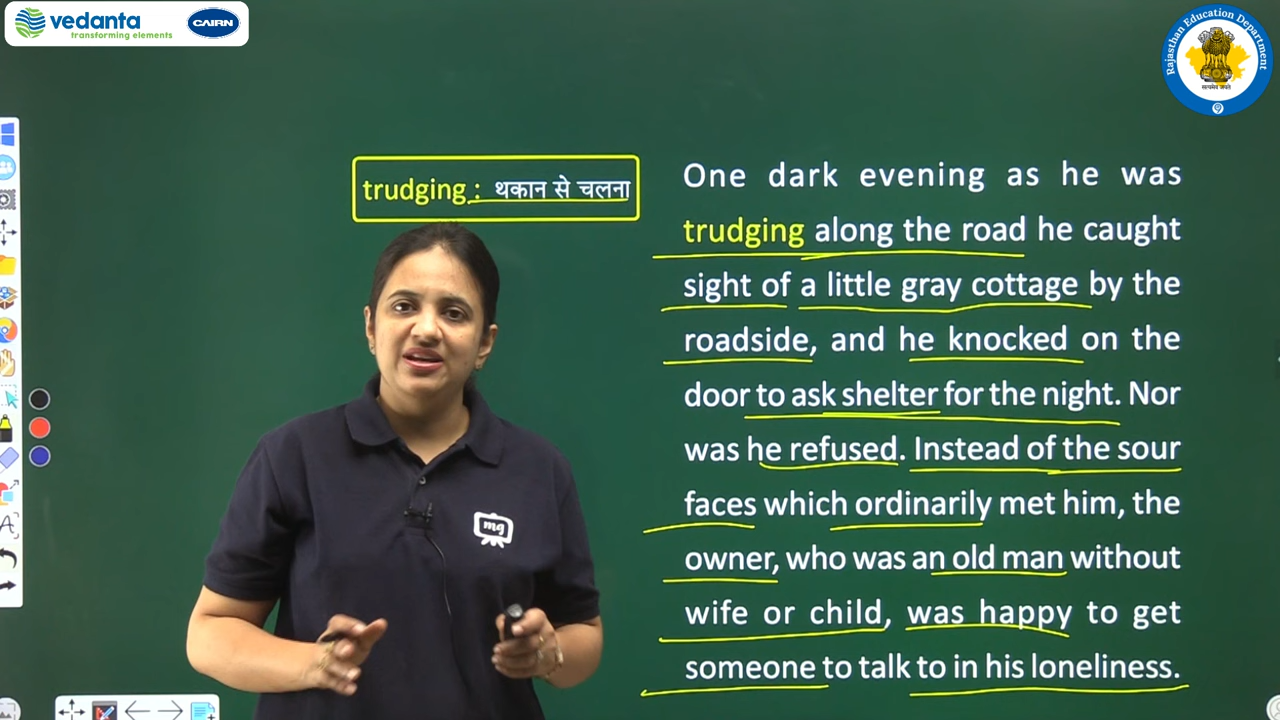 vedanta
transforming elements
CAIRN
Rajasthan Education Department
सत्यमेव जयते
trudging : थकान से चलना
One dark evening as he was
trudging along the road he caught
sight of a little gray cottage by the
roadside, and he knocked on the
door to ask shelter for the night. Nor
was he refused. Instead of the sour
faces which ordinarily met him, the
owner, who was an old man without
wife or child, was happy to get
someone to talk to in his loneliness.
mg
A